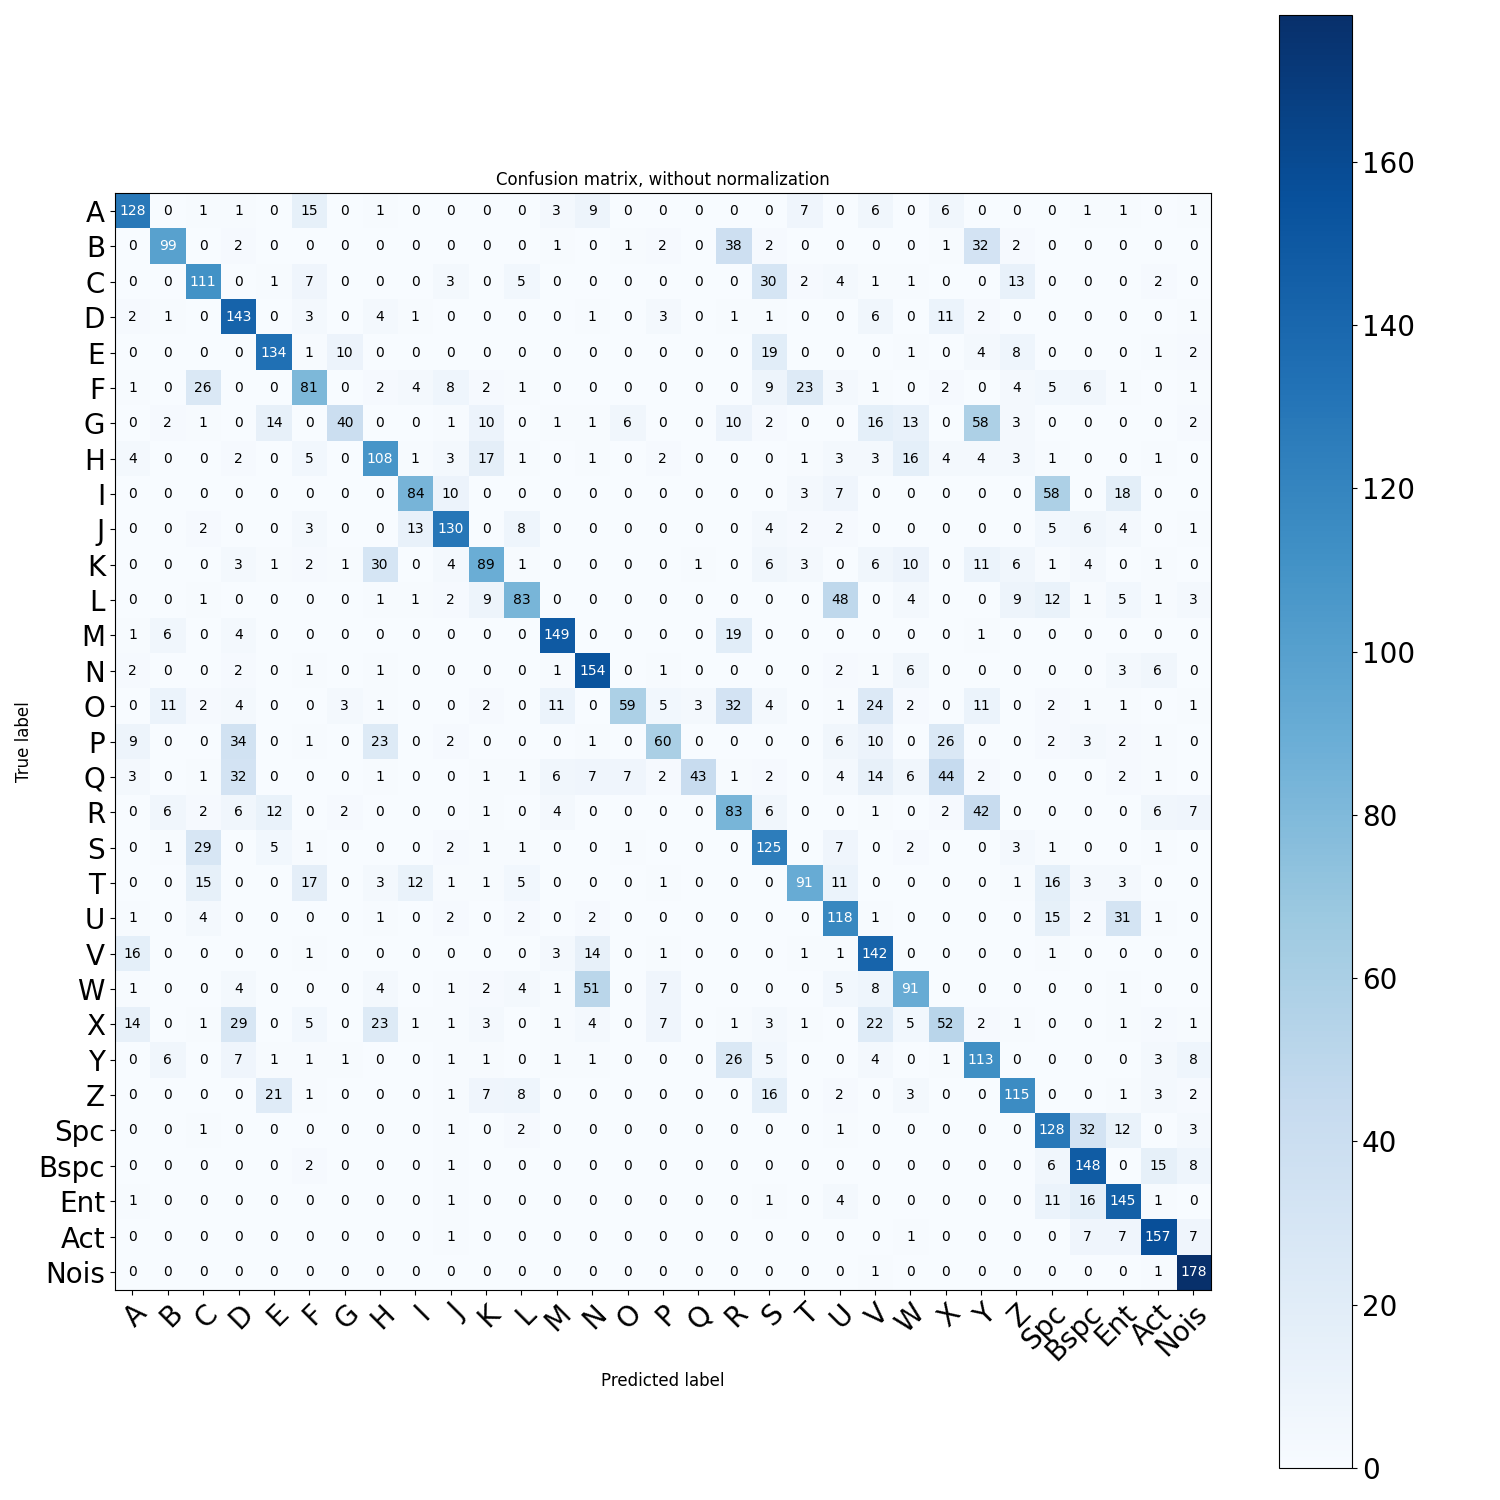 Confusion matrix, without normalization
A 128 0 1 1 0 15 0 1 0 0 0 0 3 9 0 0 0 0 0 7 0 6 0 6 0 0 0 1 1 0 1
B 0 99 0 2 0 0 0 0 0 0 0 0 1 0 1 2 0 38 2 0 0 0 0 1 32 2 0 0 0 0 0
C 0 0 111 0 1 7 0 0 0 3 0 5 0 0 0 0 0 0 30 2 4 1 1 0 0 13 0 0 0 2 0
D 2 1 0 143 0 3 0 4 1 0 0 0 0 1 0 3 0 1 1 0 0 6 0 11 2 0 0 0 0 0 1
E 0 0 0 0 134 1 10 0 0 0 0 0 0 0 0 0 0 0 19 0 0 0 1 0 4 8 0 0 0 1 2
F 1 0 26 0 0 81 0 2 4 8 2 1 0 0 0 0 0 0 9 23 3 1 0 2 0 4 5 6 1 0 1
G 0 2 1 0 14 0 40 0 0 1 10 0 1 1 6 0 0 10 2 0 0 16 13 0 58 3 0 0 0 0 2
H 4 0 0 2 0 5 0 108 1 3 17 1 0 1 0 2 0 0 0 1 3 3 16 4 4 3 1 0 0 1 0
I 0 0 0 0 0 0 0 0 84 10 0 0 0 0 0 0 0 0 0 3 7 0 0 0 0 0 58 0 18 0 0
J 0 0 2 0 0 3 0 0 13 130 0 8 0 0 0 0 0 0 4 2 2 0 0 0 0 0 5 6 4 0 1
K 0 0 0 3 1 2 1 30 0 4 89 1 0 0 0 0 1 0 6 3 0 6 10 0 11 6 1 4 0 1 0
L 0 0 1 0 0 0 0 1 1 2 9 83 0 0 0 0 0 0 0 0 48 0 4 0 0 9 12 1 5 1 3
M 1 6 0 4 0 0 0 0 0 0 0 0 149 0 0 0 0 19 0 0 0 0 0 0 1 0 0 0 0 0 0
N 2 0 0 2 0 1 0 1 0 0 0 0 1 154 0 1 0 0 0 0 2 1 6 0 0 0 0 0 3 6 0
O 0 11 2 4 0 0 3 1 0 0 2 0 11 0 59 5 3 32 4 0 1 24 2 0 11 0 2 1 1 0 1
P 9 0 0 34 0 1 0 23 0 2 0 0 0 1 0 60 0 0 0 0 6 10 0 26 0 0 2 3 2 1 0
Q 3 0 1 32 0 0 0 1 0 0 1 1 6 7 7 2 43 1 2 0 4 14 6 44 2 0 0 0 2 1 0
R 0 6 2 6 12 0 2 0 0 0 1 0 4 0 0 0 0 83 6 0 0 1 0 2 42 0 0 0 0 6 7
S 0 1 29 0 5 1 0 0 0 2 1 1 0 0 1 0 0 0 125 0 7 0 2 0 0 3 1 0 0 1 0
T 0 0 15 0 0 17 0 3 12 1 1 5 0 0 0 1 0 0 0 91 11 0 0 0 0 1 16 3 3 0 0
U 1 0 4 0 0 0 0 1 0 2 0 2 0 2 0 0 0 0 0 0 118 1 0 0 0 0 15 2 31 1 0
V 16 0 0 0 0 1 0 0 0 0 0 0 3 14 0 1 0 0 0 1 1 142 0 0 0 0 1 0 0 0 0
W 1 0 0 4 0 0 0 4 0 1 2 4 1 51 0 7 0 0 0 0 5 8 91 0 0 0 0 0 1 0 0
X 14 0 1 29 0 5 0 23 1 1 3 0 1 4 0 7 0 1 3 1 0 22 5 52 2 1 0 0 1 2 1
Y 0 6 0 7 1 1 1 0 0 1 1 0 1 1 0 0 0 26 5 0 0 4 0 1 113 0 0 0 0 3 8
Z 0 0 0 0 21 1 0 0 0 1 7 8 0 0 0 0 0 0 16 0 2 0 3 0 0 115 0 0 1 3 2
Spc 0 0 1 0 0 0 0 0 0 1 0 2 0 0 0 0 0 0 0 0 1 0 0 0 0 0 128 32 12 0 3
Bspc 0 0 0 0 0 2 0 0 0 1 0 0 0 0 0 0 0 0 0 0 0 0 0 0 0 0 6 148 0 15 8
Ent 1 0 0 0 0 0 0 0 0 1 0 0 0 0 0 0 0 0 1 0 4 0 0 0 0 0 11 16 145 1 0
Act 0 0 0 0 0 0 0 0 0 1 0 0 0 0 0 0 0 0 0 0 0 0 1 0 0 0 0 7 7 157 7
Nois 0 0 0 0 0 0 0 0 0 0 0 0 0 0 0 0 0 0 0 0 0 1 0 0 0 0 0 0 0 1 178
A B C D E F G H I J K L M N O P Q R S T U V W X Y Z Spc Bspc Ent Act Nois
True label
Predicted label
160
140
120
100
80
60
40
20
0